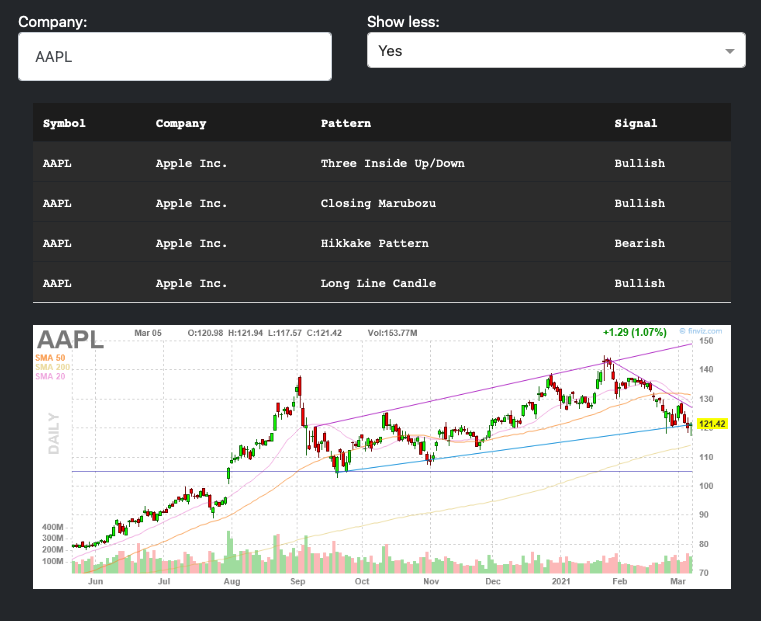 Company: Show less:
AAPL Yes
Symbol Company Pattern Signal
AAPL Apple Inc. Three Inside Up/Down Bullish
AAPL Apple Inc. Closing Marubozu Bullish
AAPL Apple Inc. Hikkake Pattern Bearish
AAPL Apple Inc. Long Line Candle Bullish
AAPL Mar 05 O:120.98 H:121.94 L:117.57 C:121.42 Vol:153.77M +1.29 (1.07%) © finviz.com
SMA 50
SMA 200
SMA 20
DAILY
150
140
130
121.42
120
110
100
90
80
70
400M
300M
200M
100M
Jun Jul Aug Sep Oct Nov Dec 2021 Feb Mar